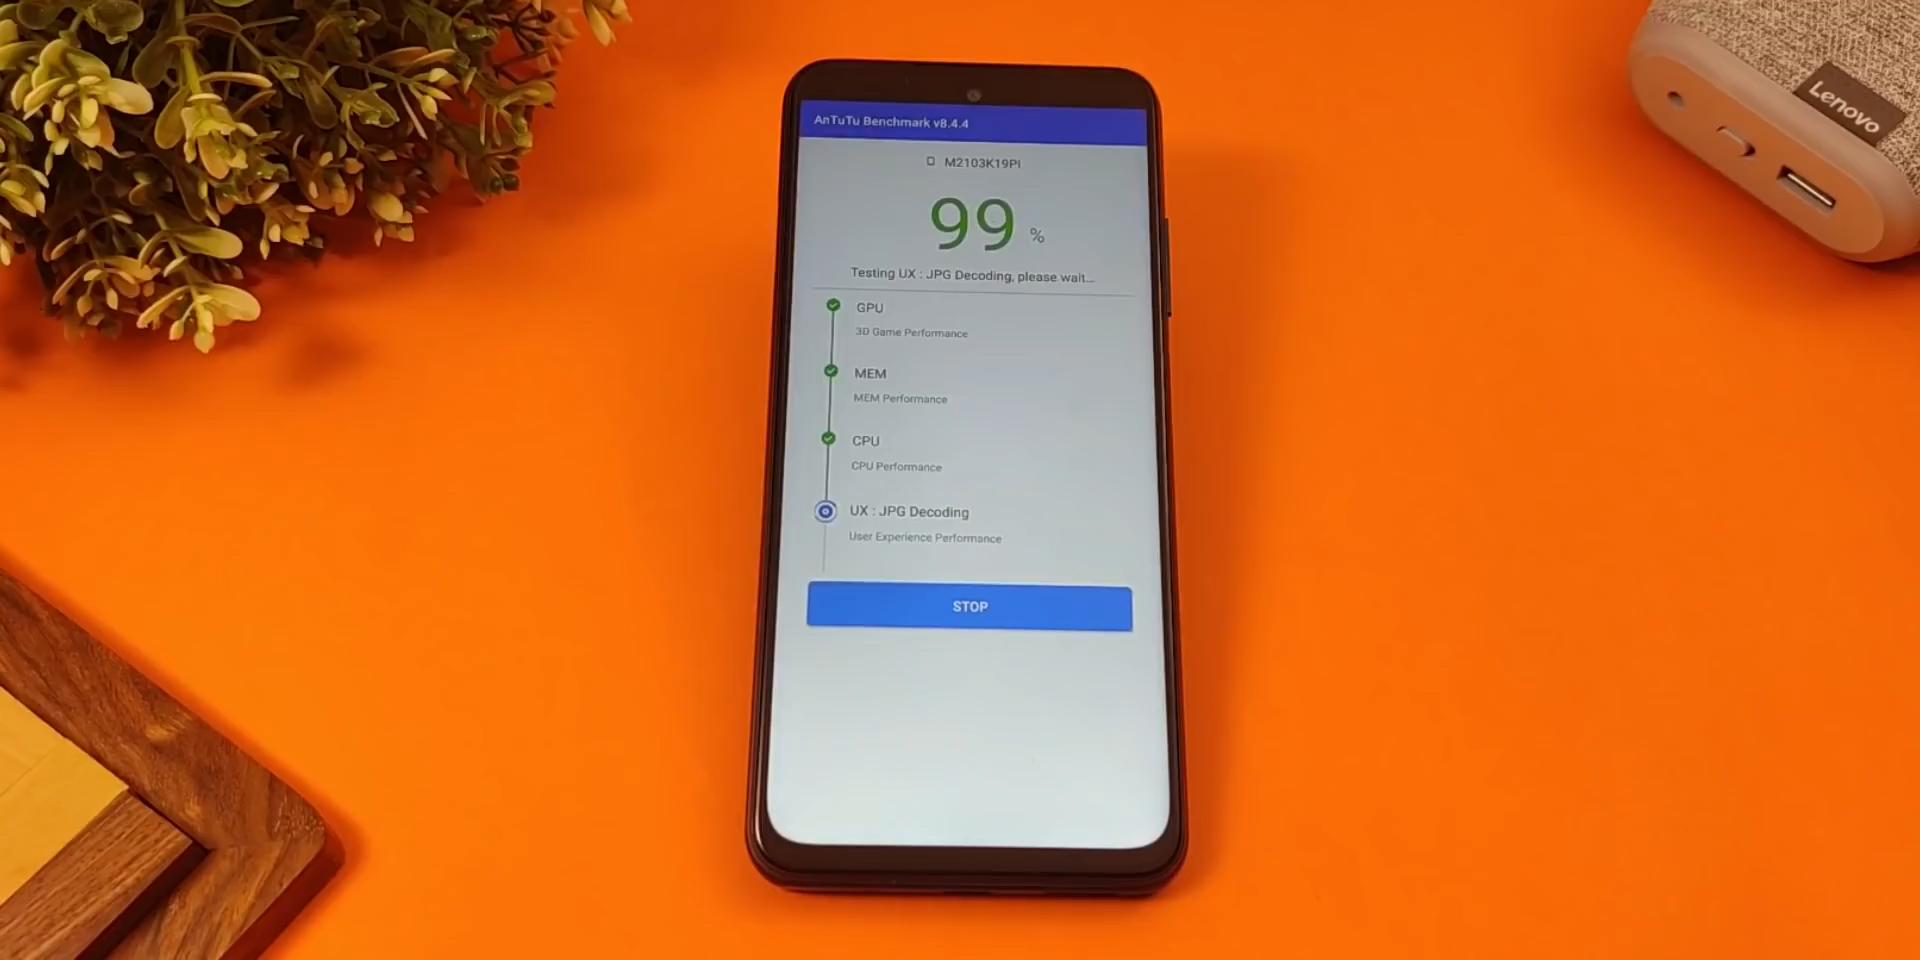 AnTuTu Benchmark v8.4.4
M2103K19PI
99 %
Testing UX : JPG Decoding, please wait...
GPU
3D Game Performance
MEM
MEM Performance
CPU
CPU Performance
UX : JPG Decoding
User Experience Performance
STOP
Lenovo